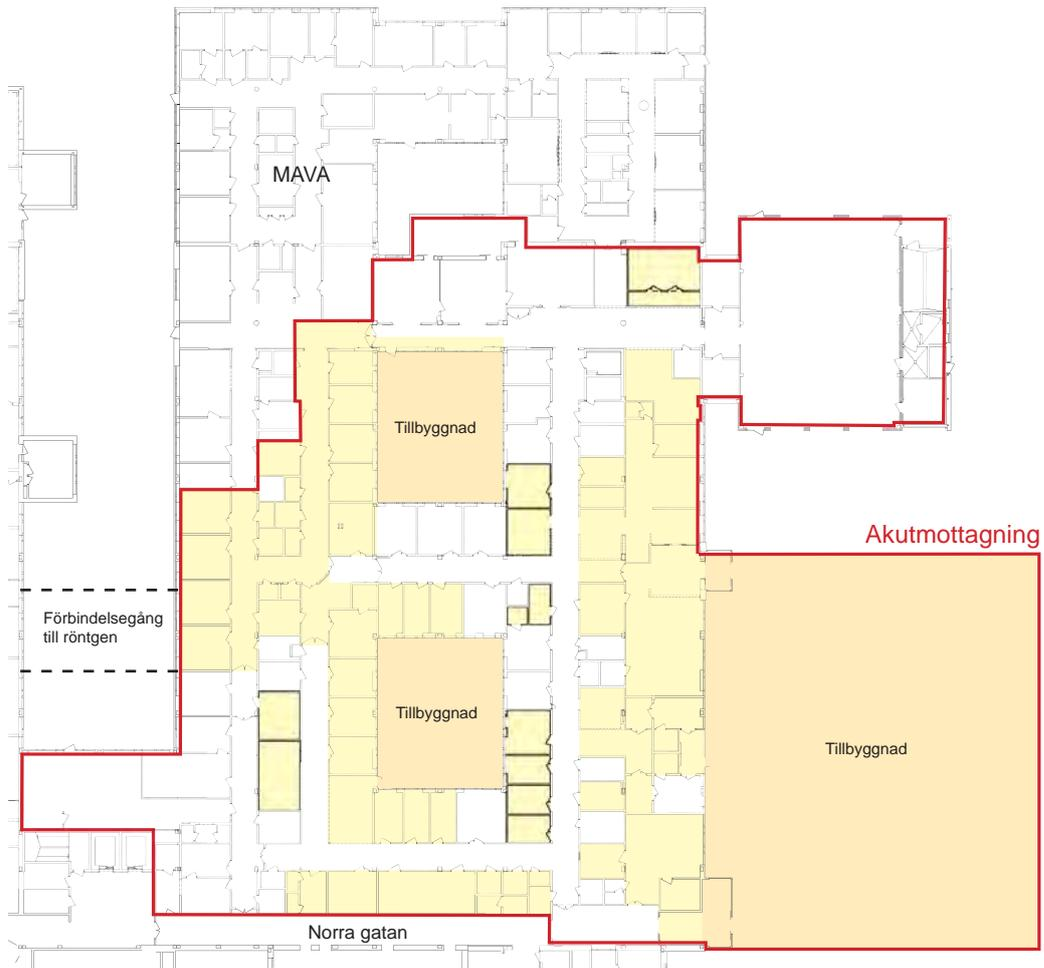 MAVA
Tillbyggnad
Akutmottagning
Förbindelsegång
till röntgen
Tillbyggnad
Tillbyggnad
Norra gatan